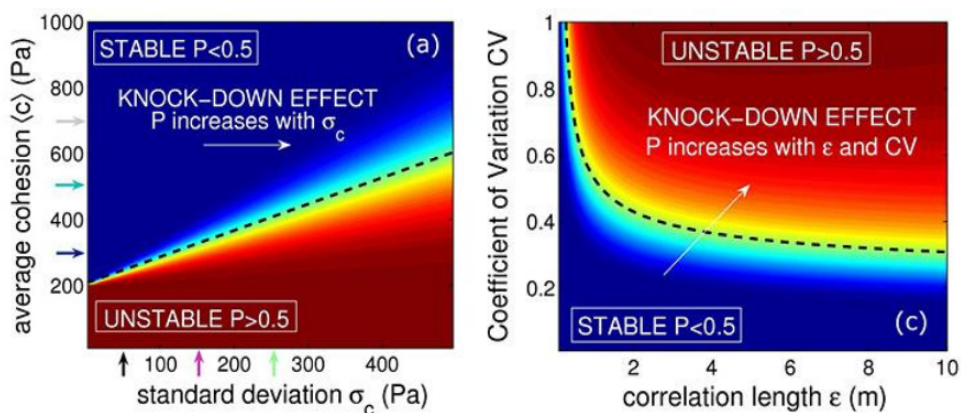 1000
800
600
400
200
100
200
300
400
average cohesion ⟨c⟩ (Pa)
standard deviation σc (Pa)
STABLE P<0.5
(a)
KNOCK−DOWN EFFECT
P increases with σc
UNSTABLE P>0.5
1
0.8
0.6
0.4
0.2
2
4
6
8
10
Coefficient of Variation CV
correlation length ε (m)
UNSTABLE P>0.5
KNOCK−DOWN EFFECT
P increases with ε and CV
STABLE P<0.5
(c)